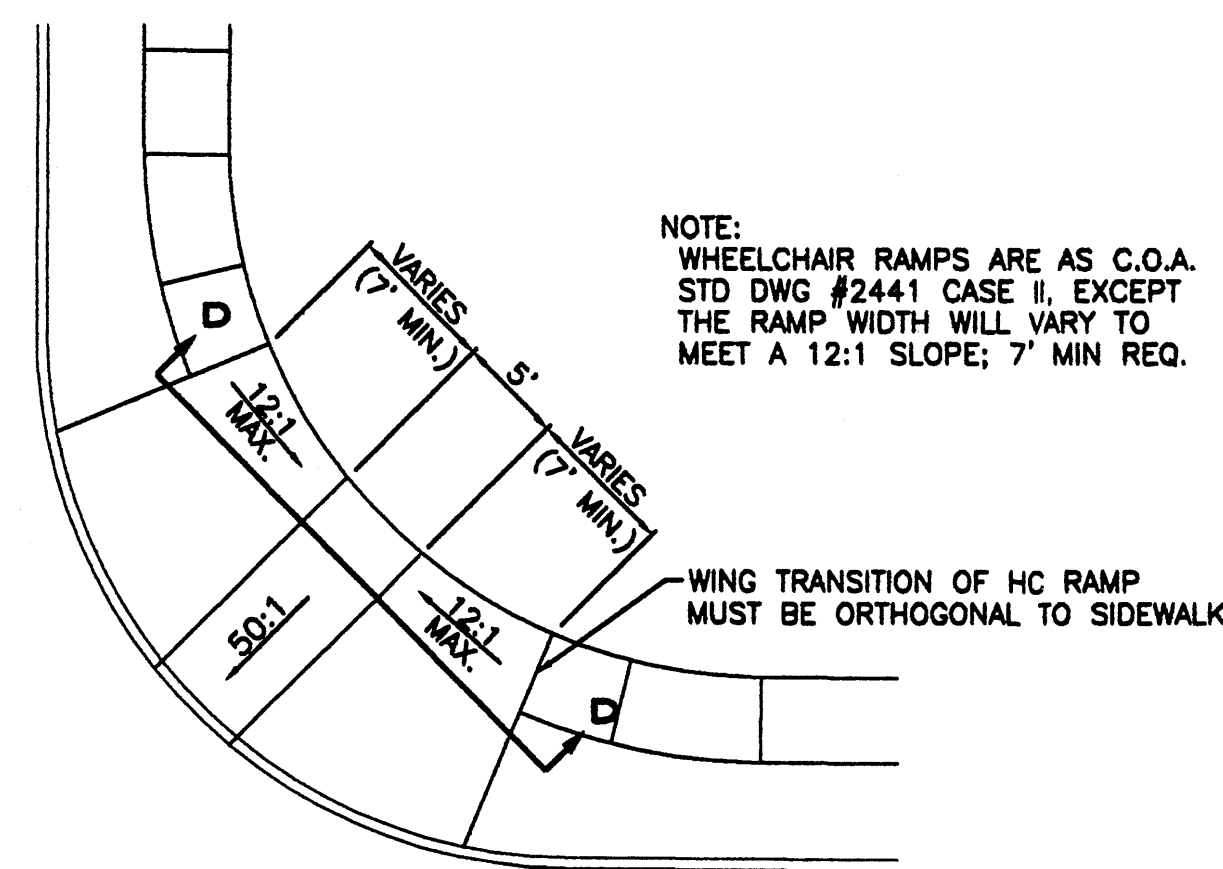 NOTE:
WHEELCHAIR RAMPS ARE AS C.O.A.
STD DWG #2441 CASE II, EXCEPT
THE RAMP WIDTH WILL VARY TO
MEET A 12:1 SLOPE; 7' MIN REQ.
VARIES
(7' MIN.)
5'
VARIES
(7' MIN.)
D
12:1
MAX.
WING TRANSITION OF HC RAMP
MUST BE ORTHOGONAL TO SIDEWALK
50:1
12:1
MAX.
D